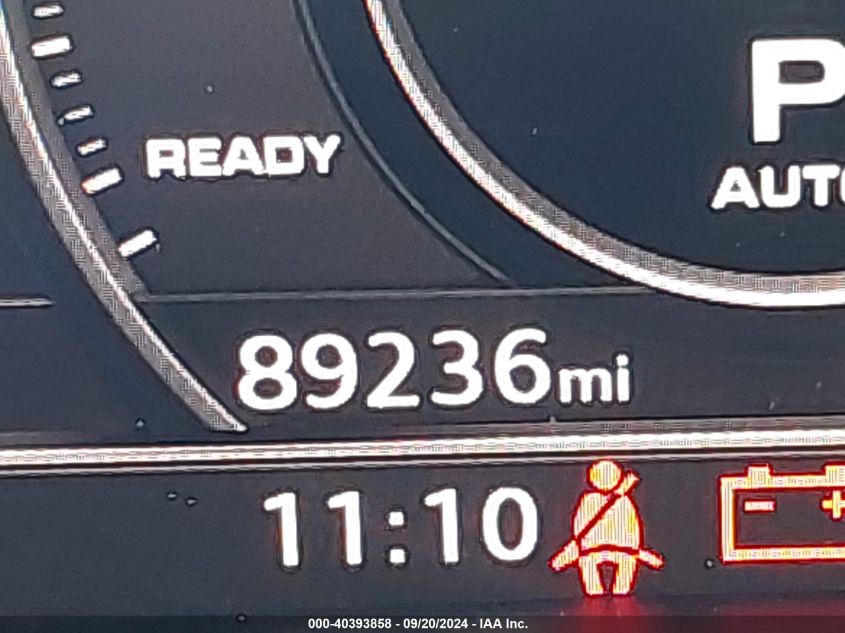 READY
P
AUTO
89236mi
11:10
000-40393858 - 09/20/2024 - IAA Inc.